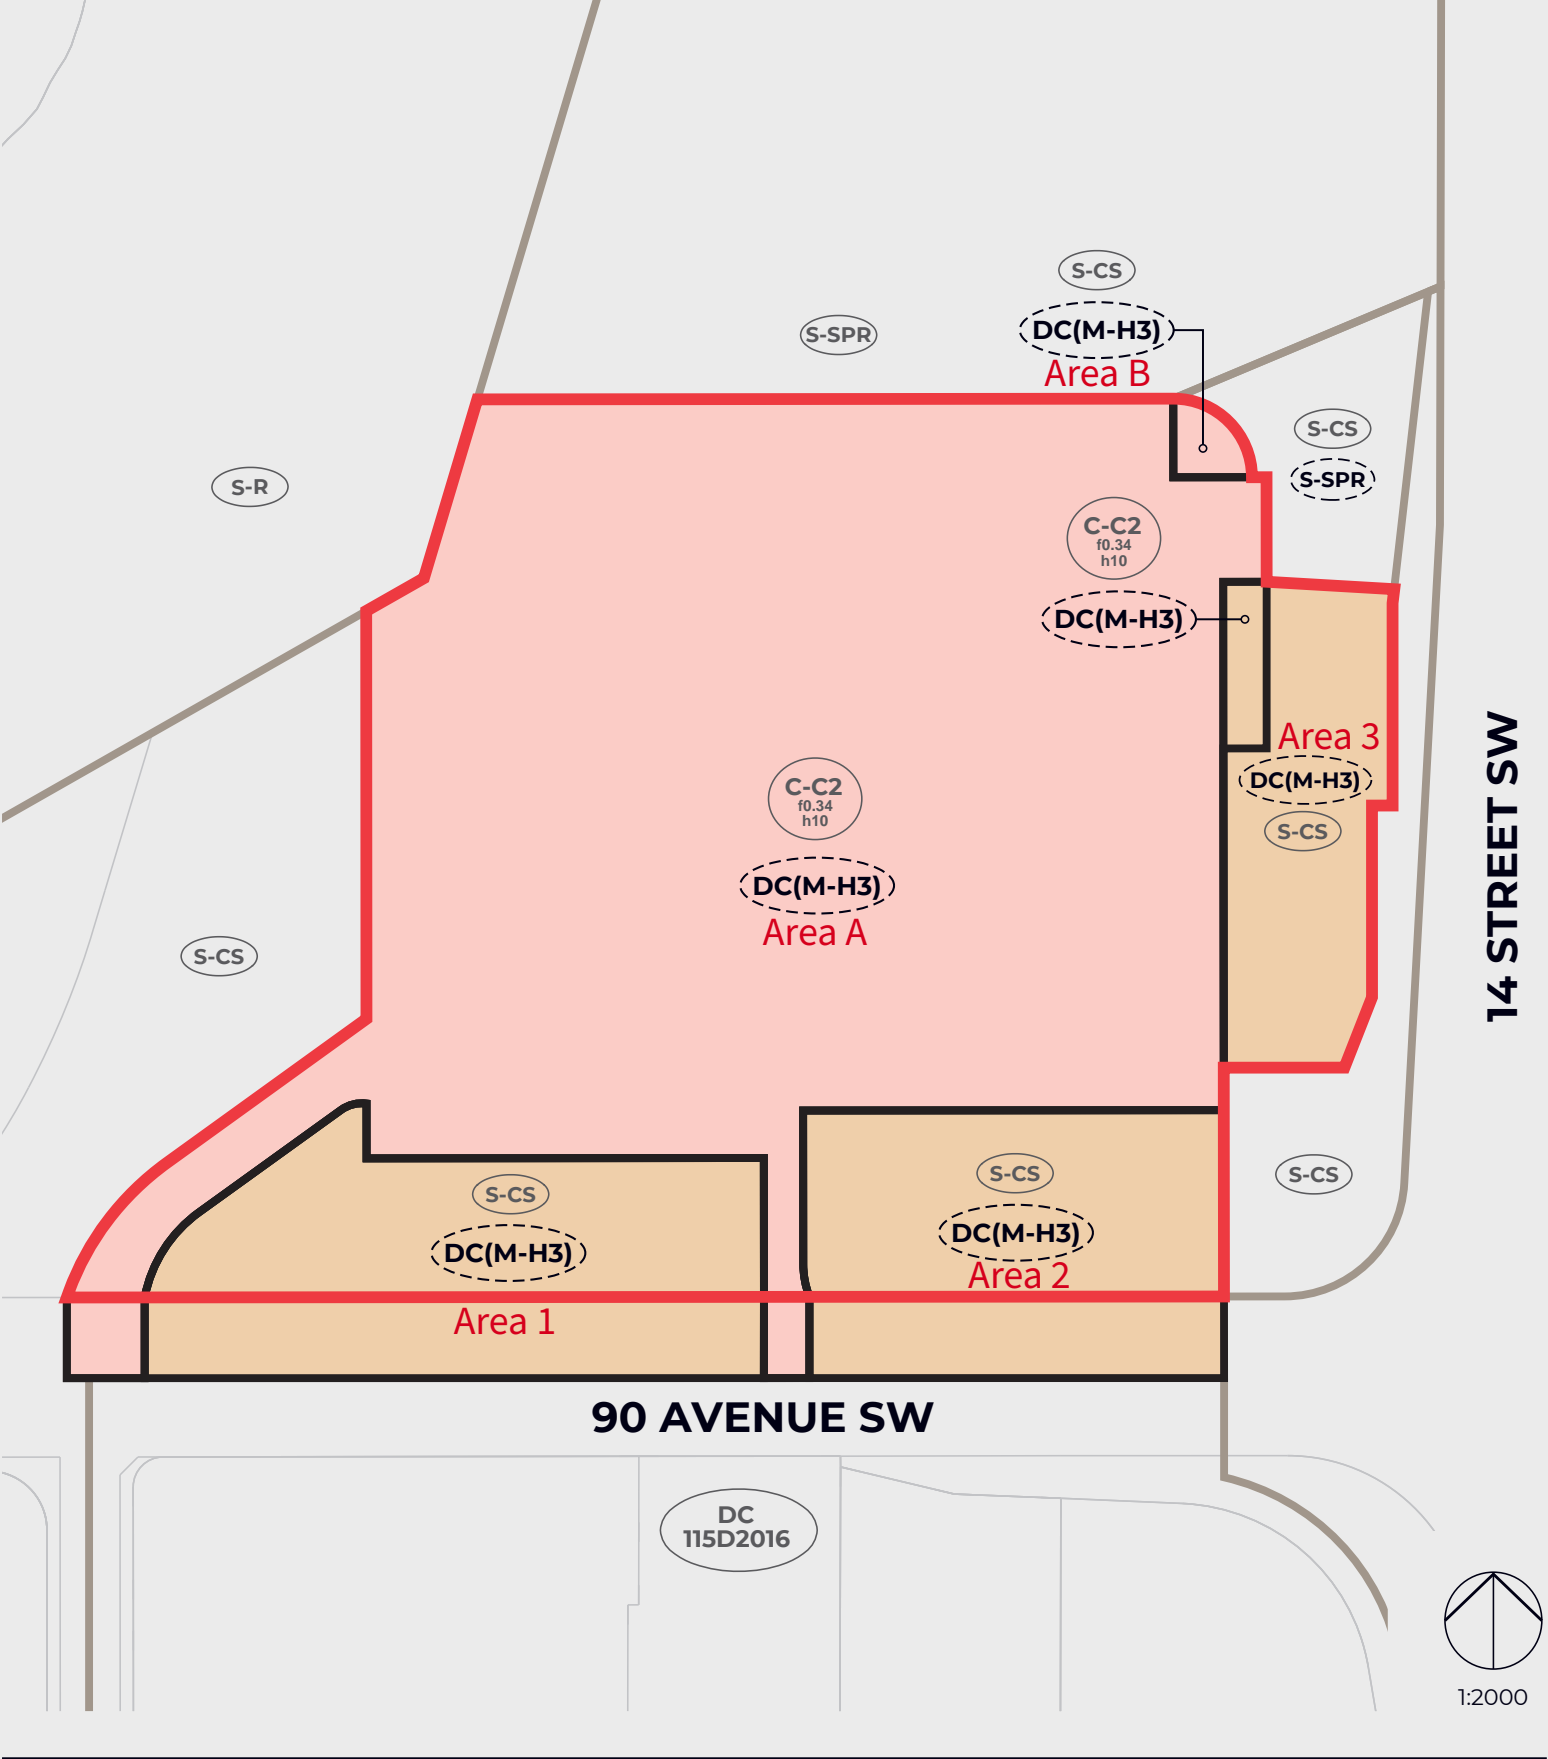 S-CS
DC(M-H3)
Area B
S-SPR
S-CS
S-SPR
S-R
C-C2
f0.34
h10
DC(M-H3)
Area 3
DC(M-H3)
S-CS
C-C2
f0.34
h10
DC(M-H3)
Area A
14 STREET SW
S-CS
S-CS
DC(M-H3)
Area 1
S-CS
DC(M-H3)
Area 2
S-CS
90 AVENUE SW
DC
115D2016
1:2000